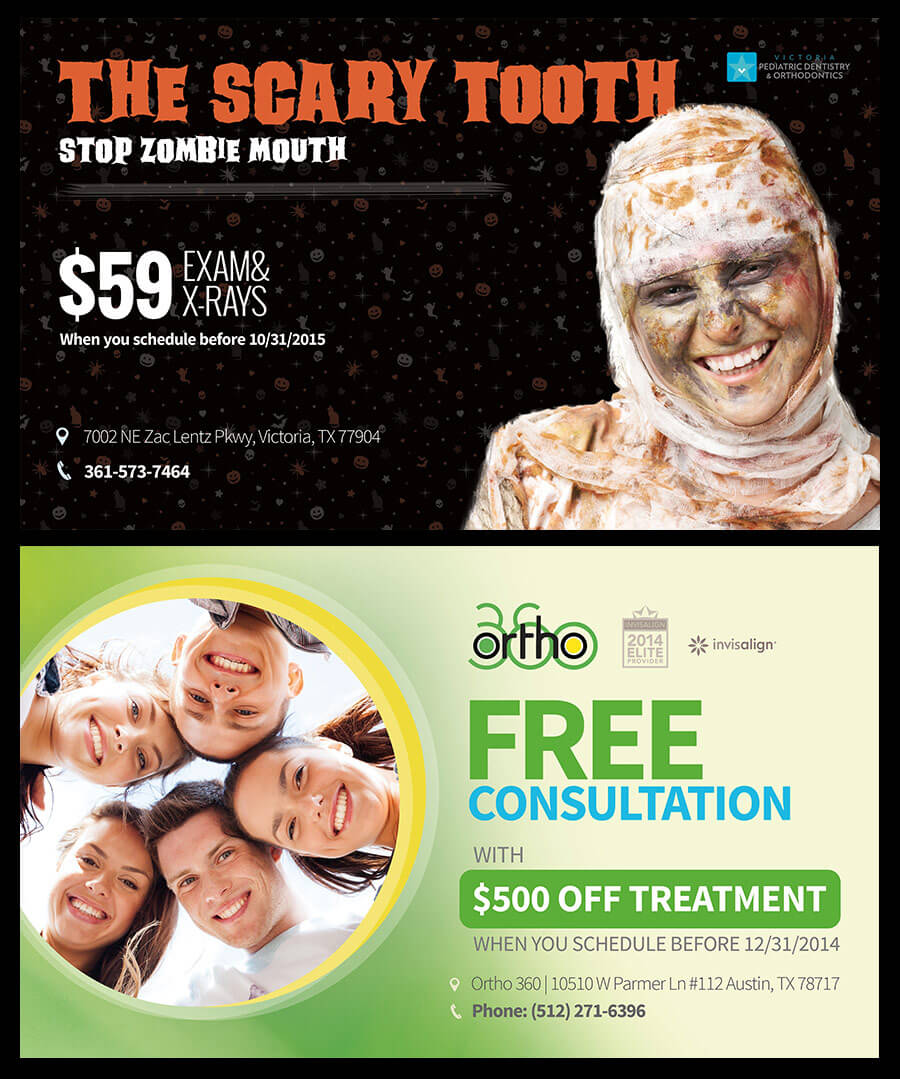 THE SCARY TOOTH
STOP ZOMBIE MOUTH
VICTORIA
PEDIATRIC DENTISTRY
& ORTHODONTICS
$59 EXAM&
X-RAYS
When you schedule before 10/31/2015
7002 NE Zac Lentz Pkwy, Victoria, TX 77904
361-573-7464
360
ortho
INVISALIGN
2014
ELITE
PROVIDER
invisalign
FREE
CONSULTATION
WITH
$500 OFF TREATMENT
WHEN YOU SCHEDULE BEFORE 12/31/2014
Ortho 360 | 10510 W Parmer Ln #112 Austin, TX 78717
Phone: (512) 271-6396